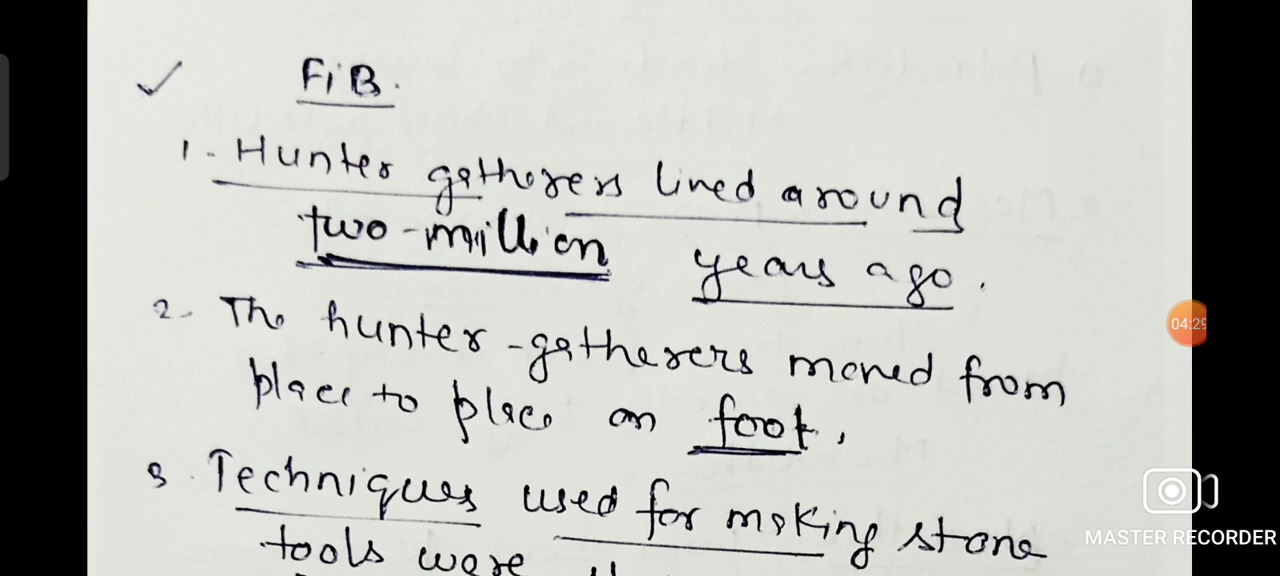 FiB.
1. Hunter gatherers lived around
two-million years ago.
2. The hunter-gatherers moved from
place to place on foot.
3. Techniques used for making stone
tools were
04:29
MASTER RECORDER